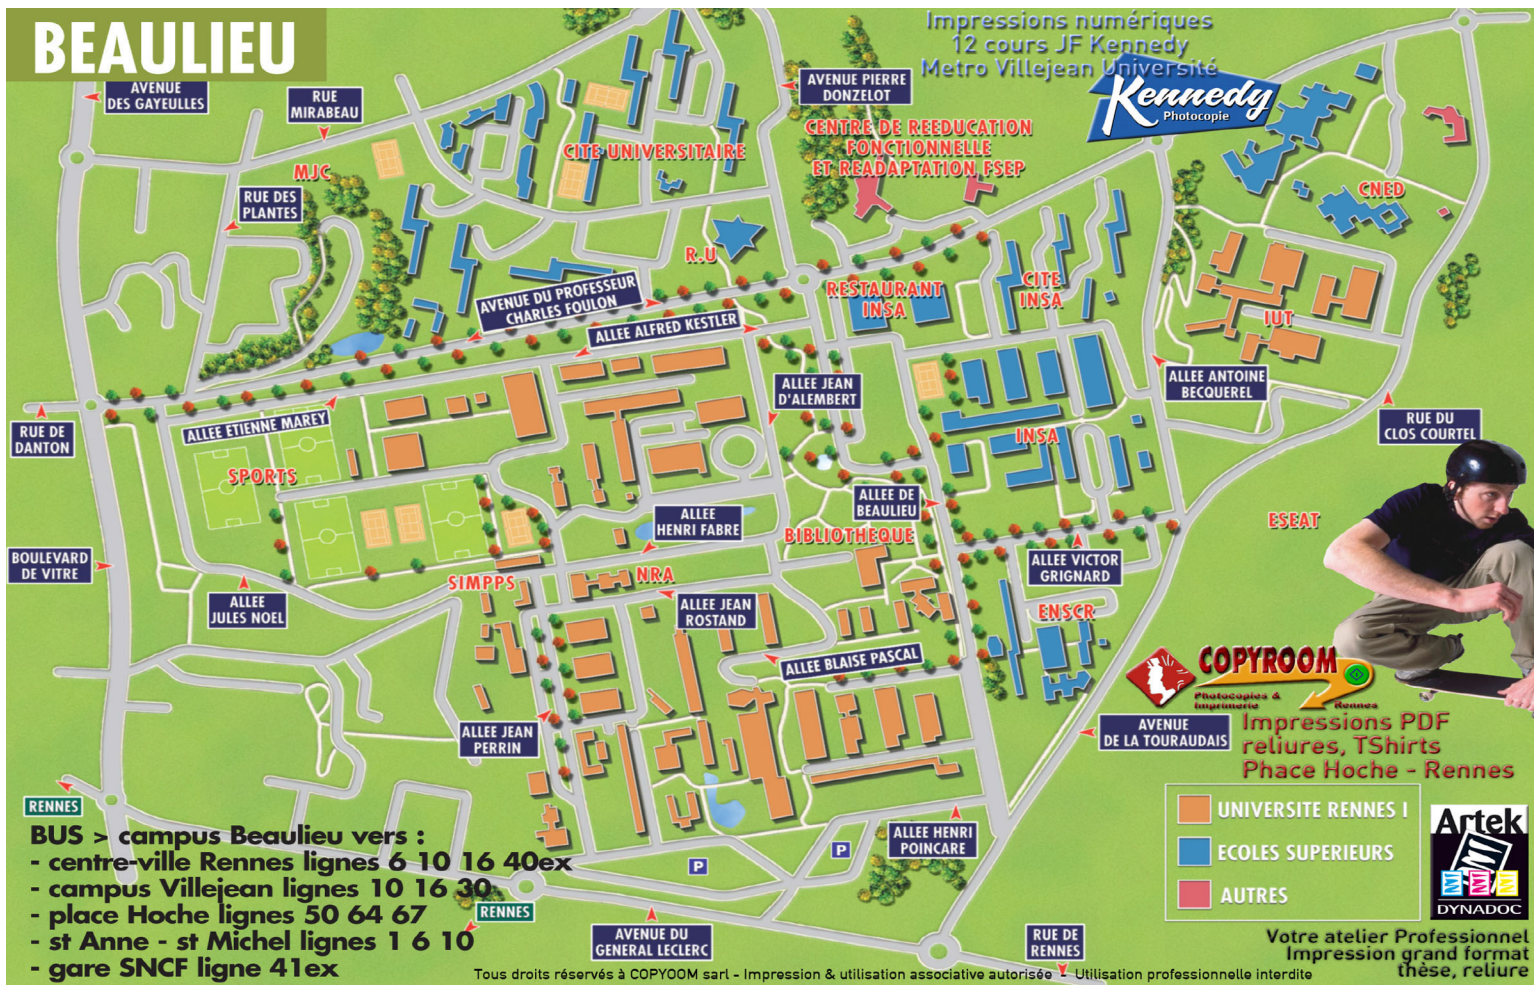 BEAULIEU
Impressions numériques
12 cours JF Kennedy
Metro Villejean Université
Kennedy
Photocopie
AVENUE
DES GAYEULLES
RUE
MIRABEAU
AVENUE PIERRE
DONZELOT
CENTRE DE REEDUCATION
FONCTIONNELLE
ET READAPTATION FSEP
CITE UNIVERSITAIRE
MJC
RUE DES
PLANTES
CNED
R.U
AVENUE DU PROFESSEUR
CHARLES FOULON
RESTAURANT
INSA
CITE
INSA
IUT
ALLEE ALFRED KESTLER
ALLEE JEAN
D'ALEMBERT
ALLEE ANTOINE
BECQUEREL
RUE DU
CLOS COURTEL
RUE DE
DANTON
ALLEE ETIENNE MAREY
INSA
SPORTS
ALLEE DE
BEAULIEU
ALLEE
HENRI FABRE
BIBLIOTHEQUE
ESEAT
BOULEVARD
DE VITRE
ALLEE VICTOR
GRIGNARD
SIMPPS
NRA
ALLEE
JULES NOEL
ALLEE JEAN
ROSTAND
ENSCR
ALLEE BLAISE PASCAL
COPYROOM
Photocopies &
Imprimerie
Rennes
ALLEE JEAN
PERRIN
AVENUE
DE LA TOURAUDAIS
Impressions PDF
reliures, TShirts
Phace Hoche - Rennes
RENNES
UNIVERSITE RENNES I
ECOLES SUPERIEURS
AUTRES
Artek
DYNADOC
ALLEE HENRI
POINCARE
P
P
BUS > campus Beaulieu vers :
- centre-ville Rennes lignes 6 10 16 40ex
- campus Villejean lignes 10 16 30
- place Hoche lignes 50 64 67
- st Anne - st Michel lignes 1 6 10
- gare SNCF ligne 41ex
RENNES
AVENUE DU
GENERAL LECLERC
RUE DE
RENNES
Votre atelier Professionnel
Impression grand format
thèse, reliure
Tous droits réservés à COPYOOM sarl - Impression & utilisation associative autorisée - Utilisation professionnelle interdite